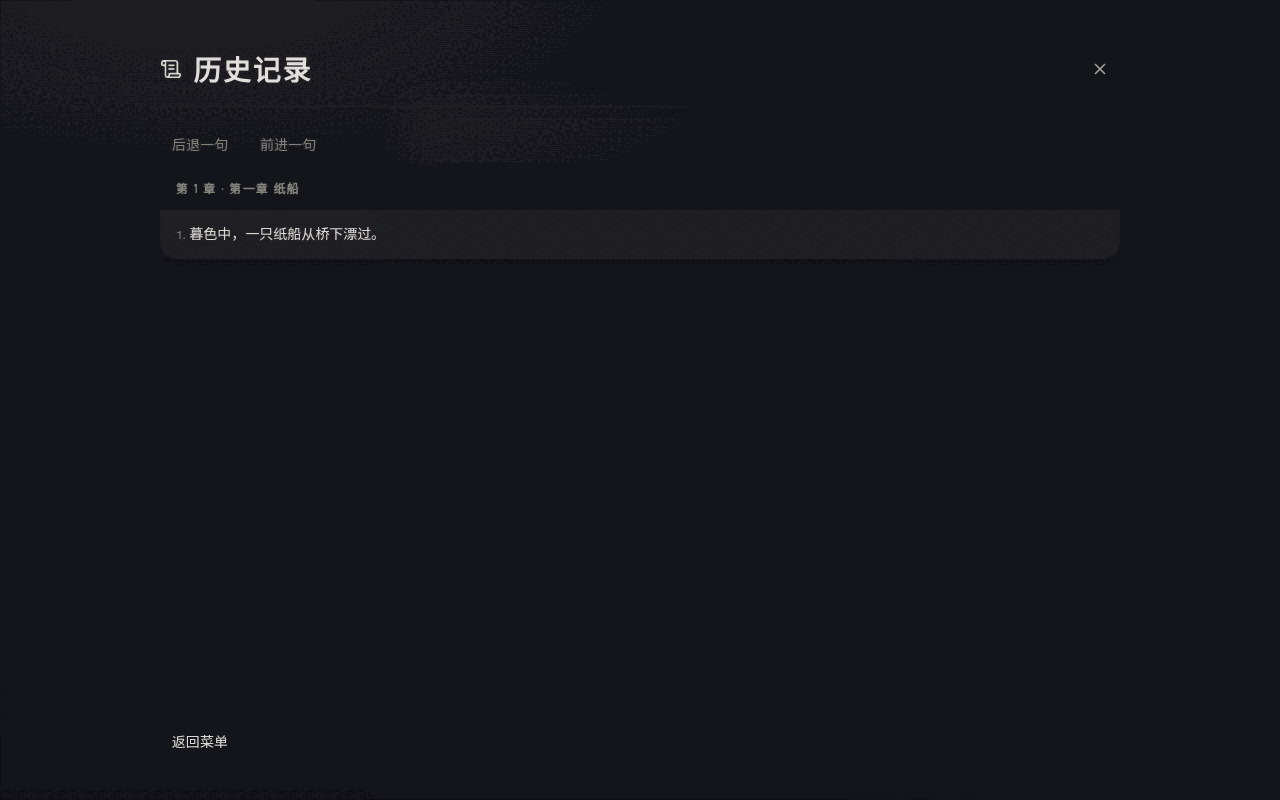 历史记录
后退一句 前进一句
第 1 章 · 第一章 纸船
1. 暮色中，一只纸船从桥下漂过。
返回菜单